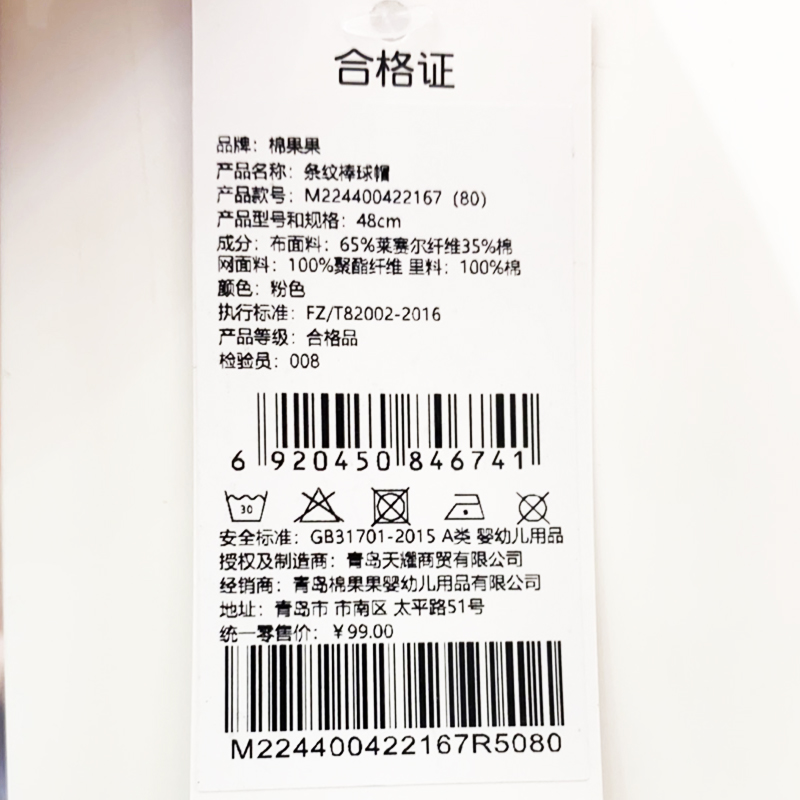 合格证
品牌：棉果果
产品名称：条纹棒球帽
产品款号：M224400422167（80）
产品型号和规格：48cm
成分：布面料：65%莱赛尔纤维35%棉
网面料：100%聚酯纤维 里料：100%棉
颜色：粉色
执行标准：FZ/T82002-2016
产品等级：合格品
检验员：008
6 920450 846741
30
安全标准：GB31701-2015 A类 婴幼儿用品
授权及制造商：青岛天耀商贸有限公司
经销商：青岛棉果果婴幼儿用品有限公司
地址：青岛市 市南区 太平路51号
统一零售价：￥99.00
M224400422167R5080